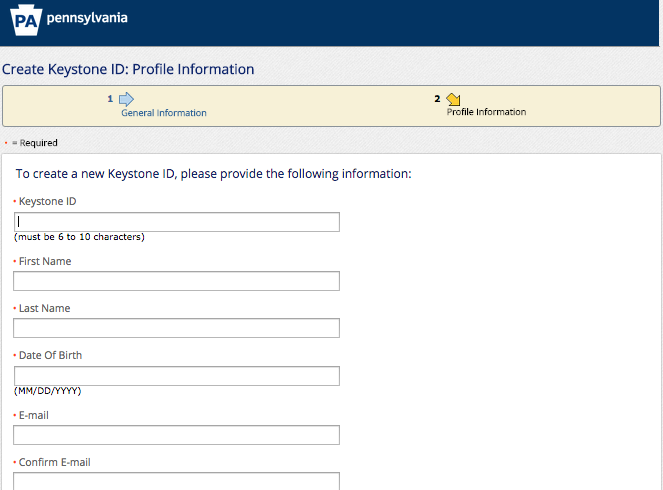 PA pennsylvania
Create Keystone ID: Profile Information
1
General Information
2
Profile Information
• = Required
To create a new Keystone ID, please provide the following information:
• Keystone ID
(must be 6 to 10 characters)
• First Name
• Last Name
• Date Of Birth
(MM/DD/YYYY)
• E-mail
• Confirm E-mail